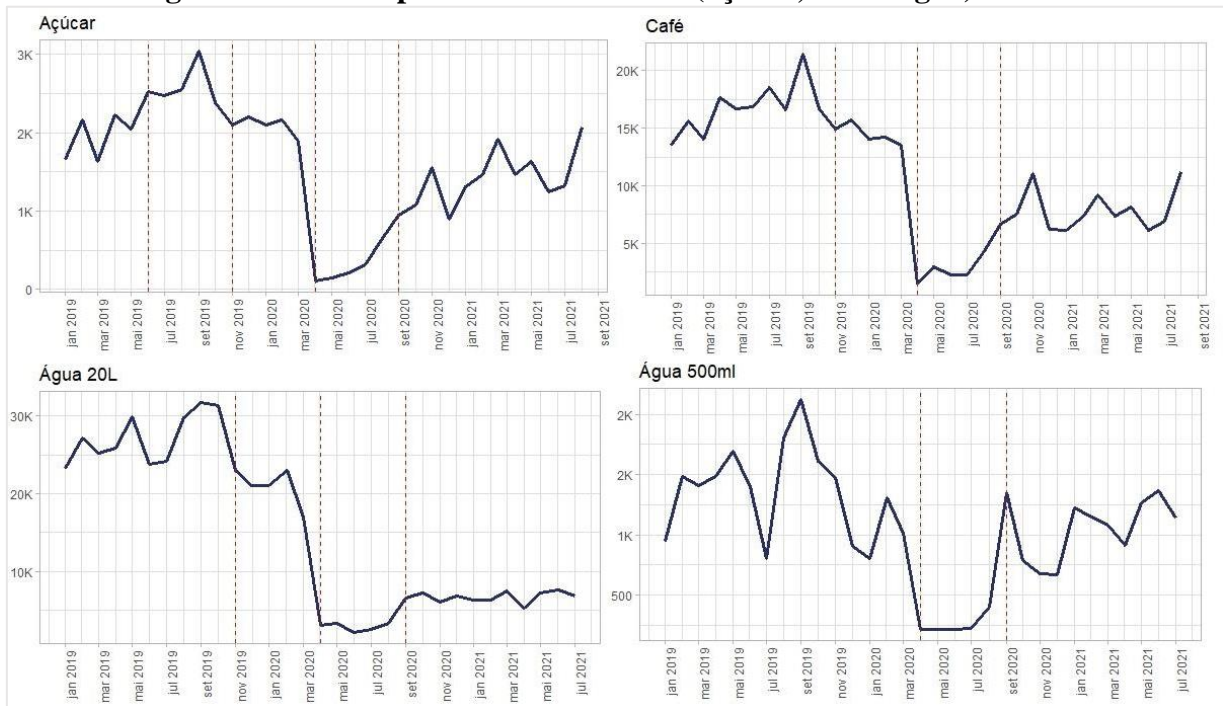 Açúcar
3K
2K
1K
0
jan 2019
mar 2019
mai 2019
jul 2019
set 2019
nov 2019
jan 2020
mar 2020
mai 2020
jul 2020
set 2020
nov 2020
jan 2021
mar 2021
mai 2021
jul 2021
set 2021
Café
20K
15K
10K
5K
jan 2019
mar 2019
mai 2019
jul 2019
set 2019
nov 2019
jan 2020
mar 2020
mai 2020
jul 2020
set 2020
nov 2020
jan 2021
mar 2021
mai 2021
jul 2021
set 2021
Água 20L
30K
20K
10K
jan 2019
mar 2019
mai 2019
jul 2019
set 2019
nov 2019
jan 2020
mar 2020
mai 2020
jul 2020
set 2020
nov 2020
jan 2021
mar 2021
mai 2021
jul 2021
Água 500ml
2K
2K
1K
500
jan 2019
mar 2019
mai 2019
jul 2019
set 2019
nov 2019
jan 2020
mar 2020
mai 2020
jul 2020
set 2020
nov 2020
jan 2021
mar 2021
mai 2021
jul 2021